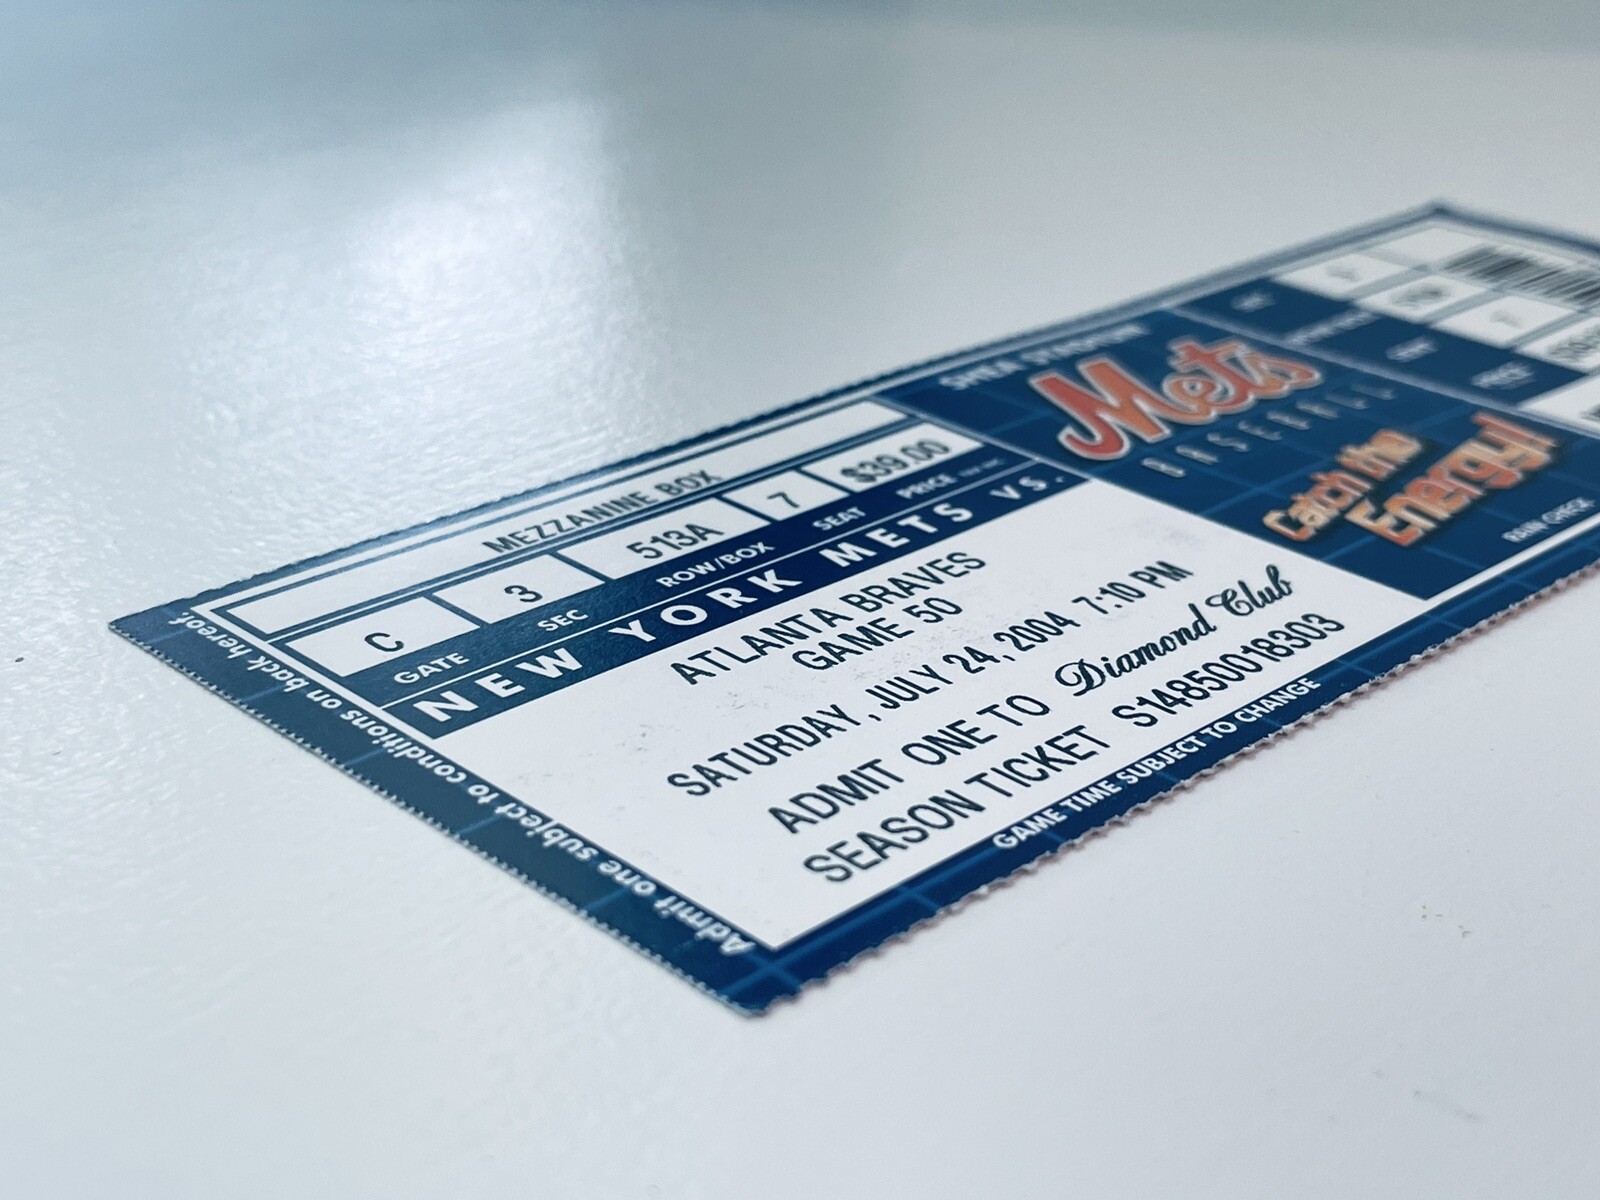 MEZZANINE BOX
C 3 513A 7 $39.00
GATE SEC ROW/BOX SEAT PRICE
NEW YORK METS VS.
ATLANTA BRAVES
GAME 50
SATURDAY, JULY 24, 2004 7:10 PM
ADMIT ONE TO Diamond Club
SEASON TICKET S14850018303
GAME TIME SUBJECT TO CHANGE
Admit one subject to conditions on back hereof.
SHEA STADIUM
Mets
BASEBALL
Catch the
Energy!
RAIN CHECK